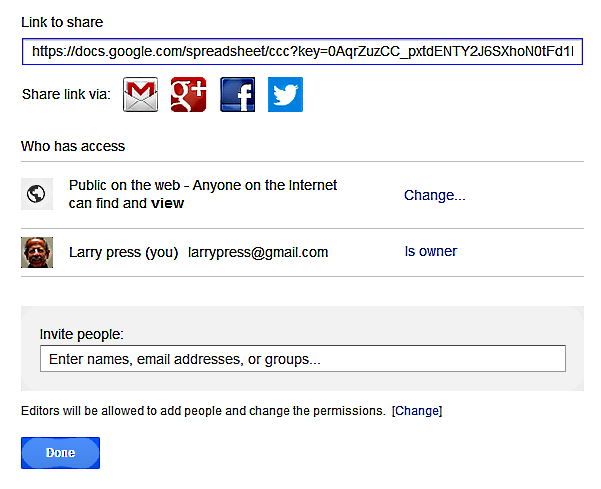 Link to share
https://docs.google.com/spreadsheet/ccc?key=0AqrZuzCC_pxtdENTY2J6SXhoN0tFd1l
Share link via: M g+ f
Who has access
Public on the web - Anyone on the Internet
can find and view Change...
Larry press (you) larrypress@gmail.com Is owner
Invite people:
Enter names, email addresses, or groups...
Editors will be allowed to add people and change the permissions. [Change]
Done